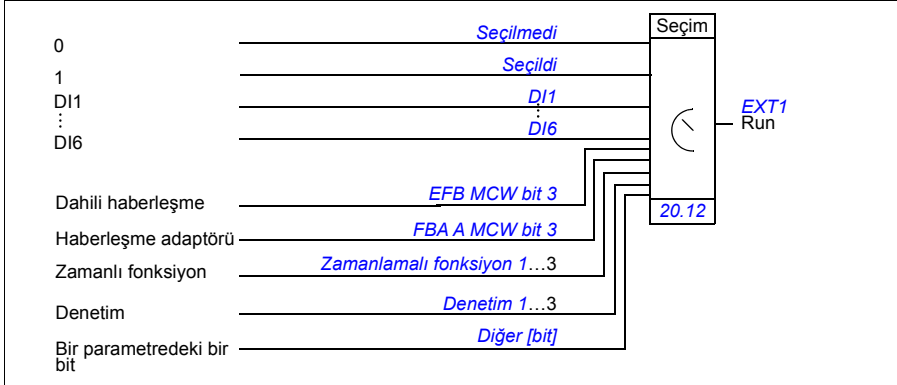 Seçim
0 Seçilmedi
1 Seçildi
DI1 DI1
⋮ ⋮
DI6 DI6
EXT1
Run
Dahili haberleşme EFB MCW bit 3
20.12
Haberleşme adaptörü FBA A MCW bit 3
Zamanlı fonksiyon Zamanlamalı fonksiyon 1…3
Denetim Denetim 1…3
Bir parametredeki bir Diğer [bit]
bit